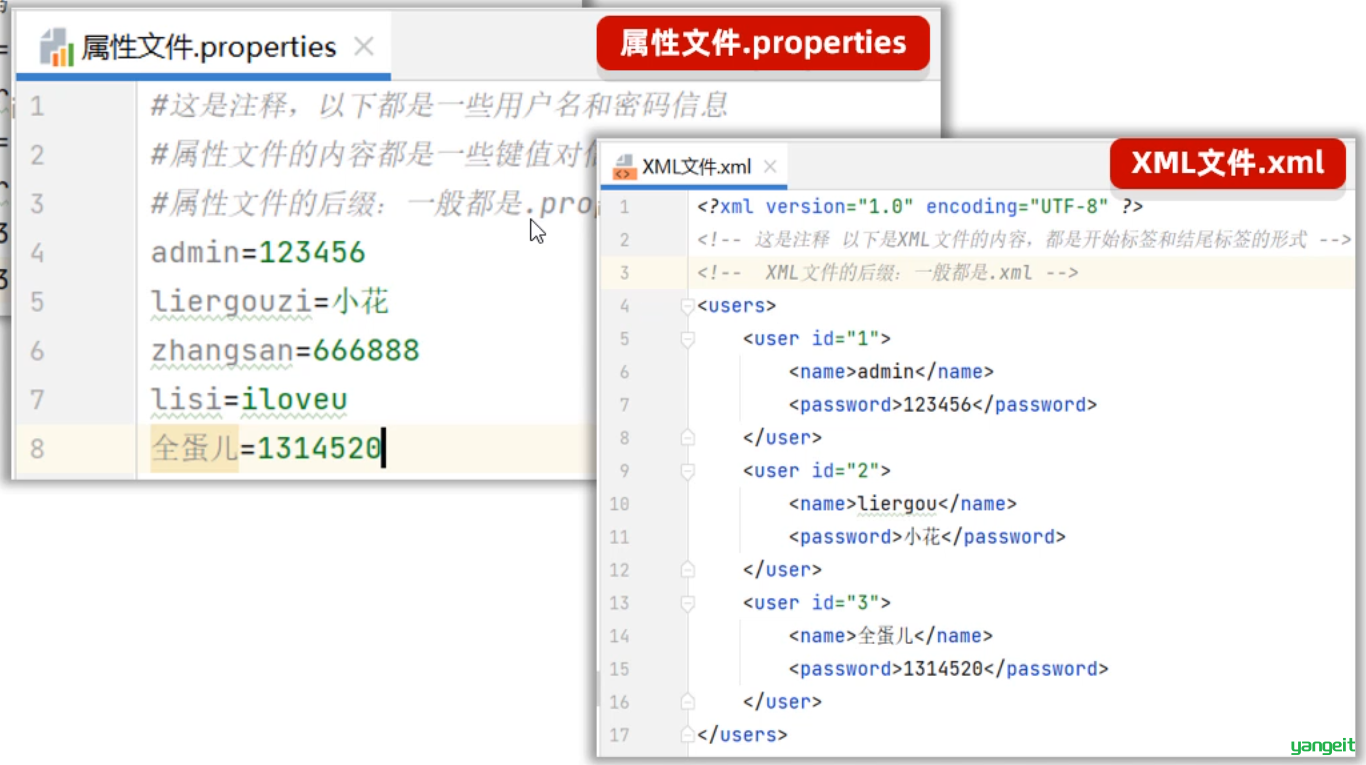 属性文件.properties
属性文件.properties
1 #这是注释，以下都是一些用户名和密码信息
2 #属性文件的内容都是一些键值对
3 #属性文件的后缀：一般都是.pro
4 admin=123456
5 liergouzi=小花
6 zhangsan=666888
7 lisi=iloveu
8 全蛋儿=1314520
XML文件.xml
XML文件.xml
1 <?xml version="1.0" encoding="UTF-8" ?>
2 <!-- 这是注释 以下是XML文件的内容，都是开始标签和结尾标签的形式 -->
3 <!-- XML文件的后缀：一般都是.xml -->
4 <users>
5 <user id="1">
6 <name>admin</name>
7 <password>123456</password>
8 </user>
9 <user id="2">
10 <name>liergou</name>
11 <password>小花</password>
12 </user>
13 <user id="3">
14 <name>全蛋儿</name>
15 <password>1314520</password>
16 </user>
17 </users>
yangeit